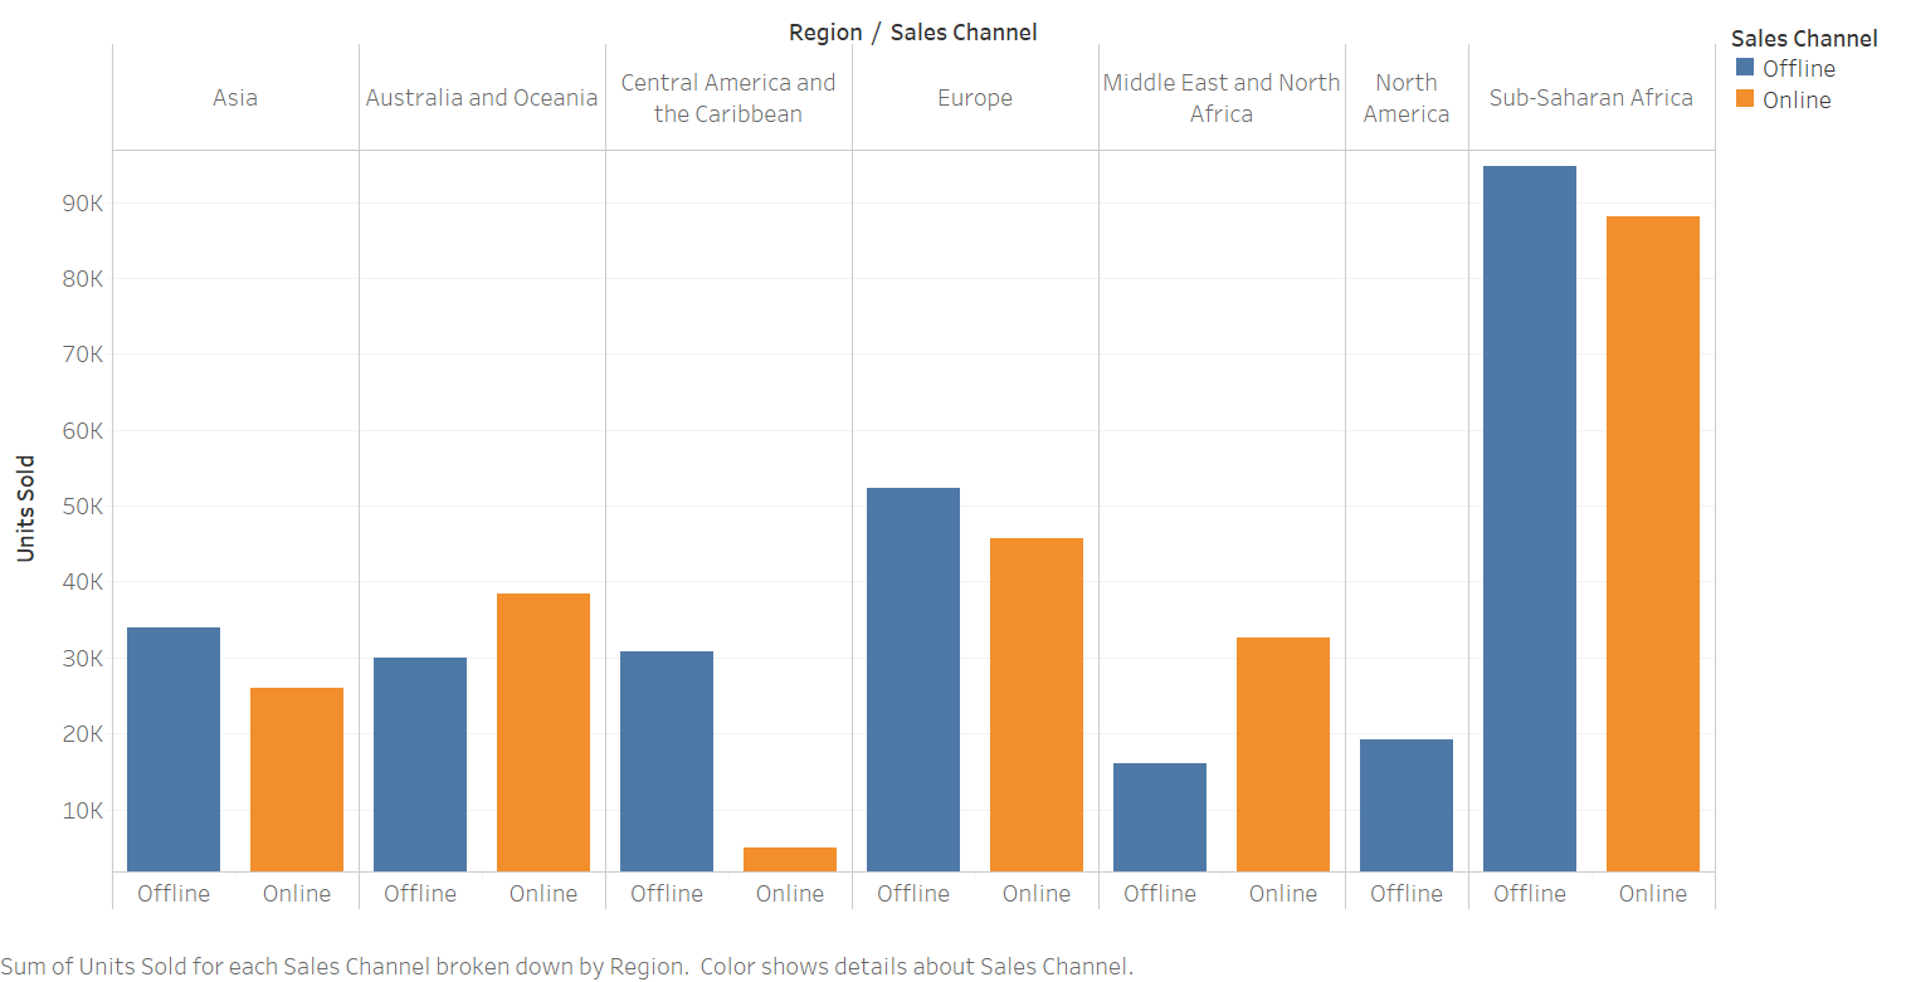 Region / Sales Channel
Sales Channel
Offline
Online
Asia
Australia and Oceania
Central America and
the Caribbean
Europe
Middle East and North
Africa
North
America
Sub-Saharan Africa
Units Sold
90K
80K
70K
60K
50K
40K
30K
20K
10K
Offline Online Offline Online Offline Online Offline Online Offline Online Offline Offline Online
Sum of Units Sold for each Sales Channel broken down by Region.  Color shows details about Sales Channel.